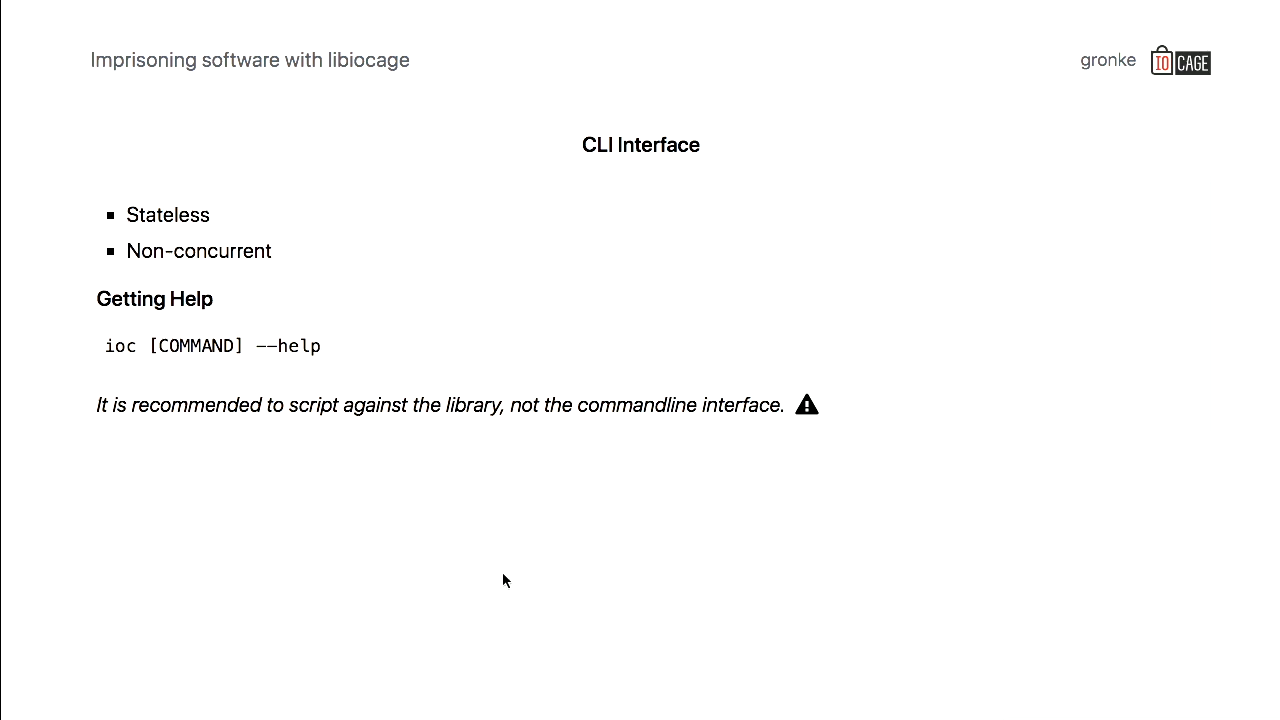 Imprisoning software with libiocage
gronke IO CAGE
CLI Interface
Stateless
Non-concurrent
Getting Help
ioc [COMMAND] --help
It is recommended to script against the library, not the commandline interface.